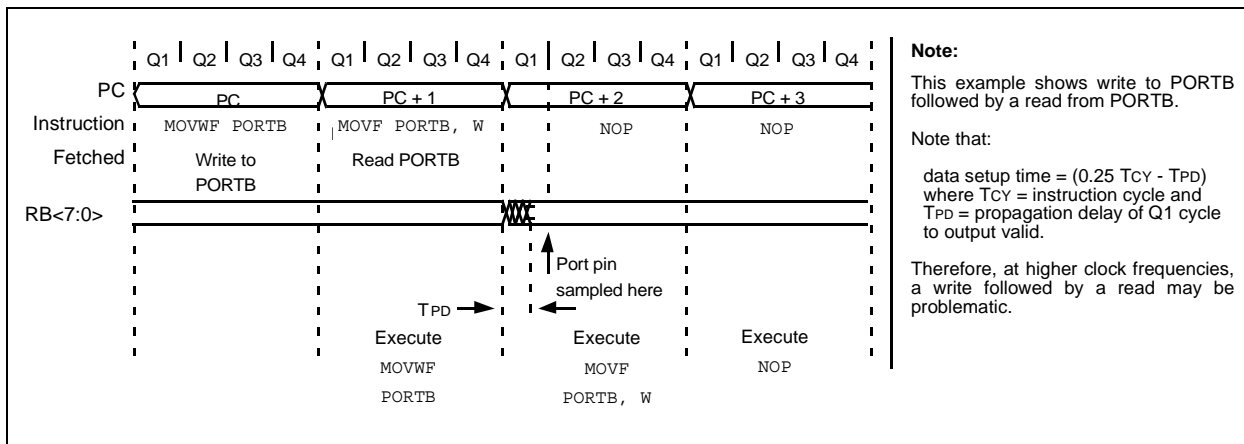 Q1 Q2 Q3 Q4 Q1 Q2 Q3 Q4 Q1 Q2 Q3 Q4 Q1 Q2 Q3 Q4
PC PC PC + 1 PC + 2 PC + 3
Instruction MOVWF PORTB MOVF PORTB, W NOP NOP
Fetched Write to Read PORTB
PORTB
RB<7:0>
Port pin
sampled here
TPD
Execute Execute Execute
MOVWF MOVF NOP
PORTB PORTB, W
Note:
This example shows write to PORTB
followed by a read from PORTB.
Note that:
data setup time = (0.25 TCY - TPD)
where TCY = instruction cycle and
TPD = propagation delay of Q1 cycle
to output valid.
Therefore, at higher clock frequencies,
a write followed by a read may be
problematic.